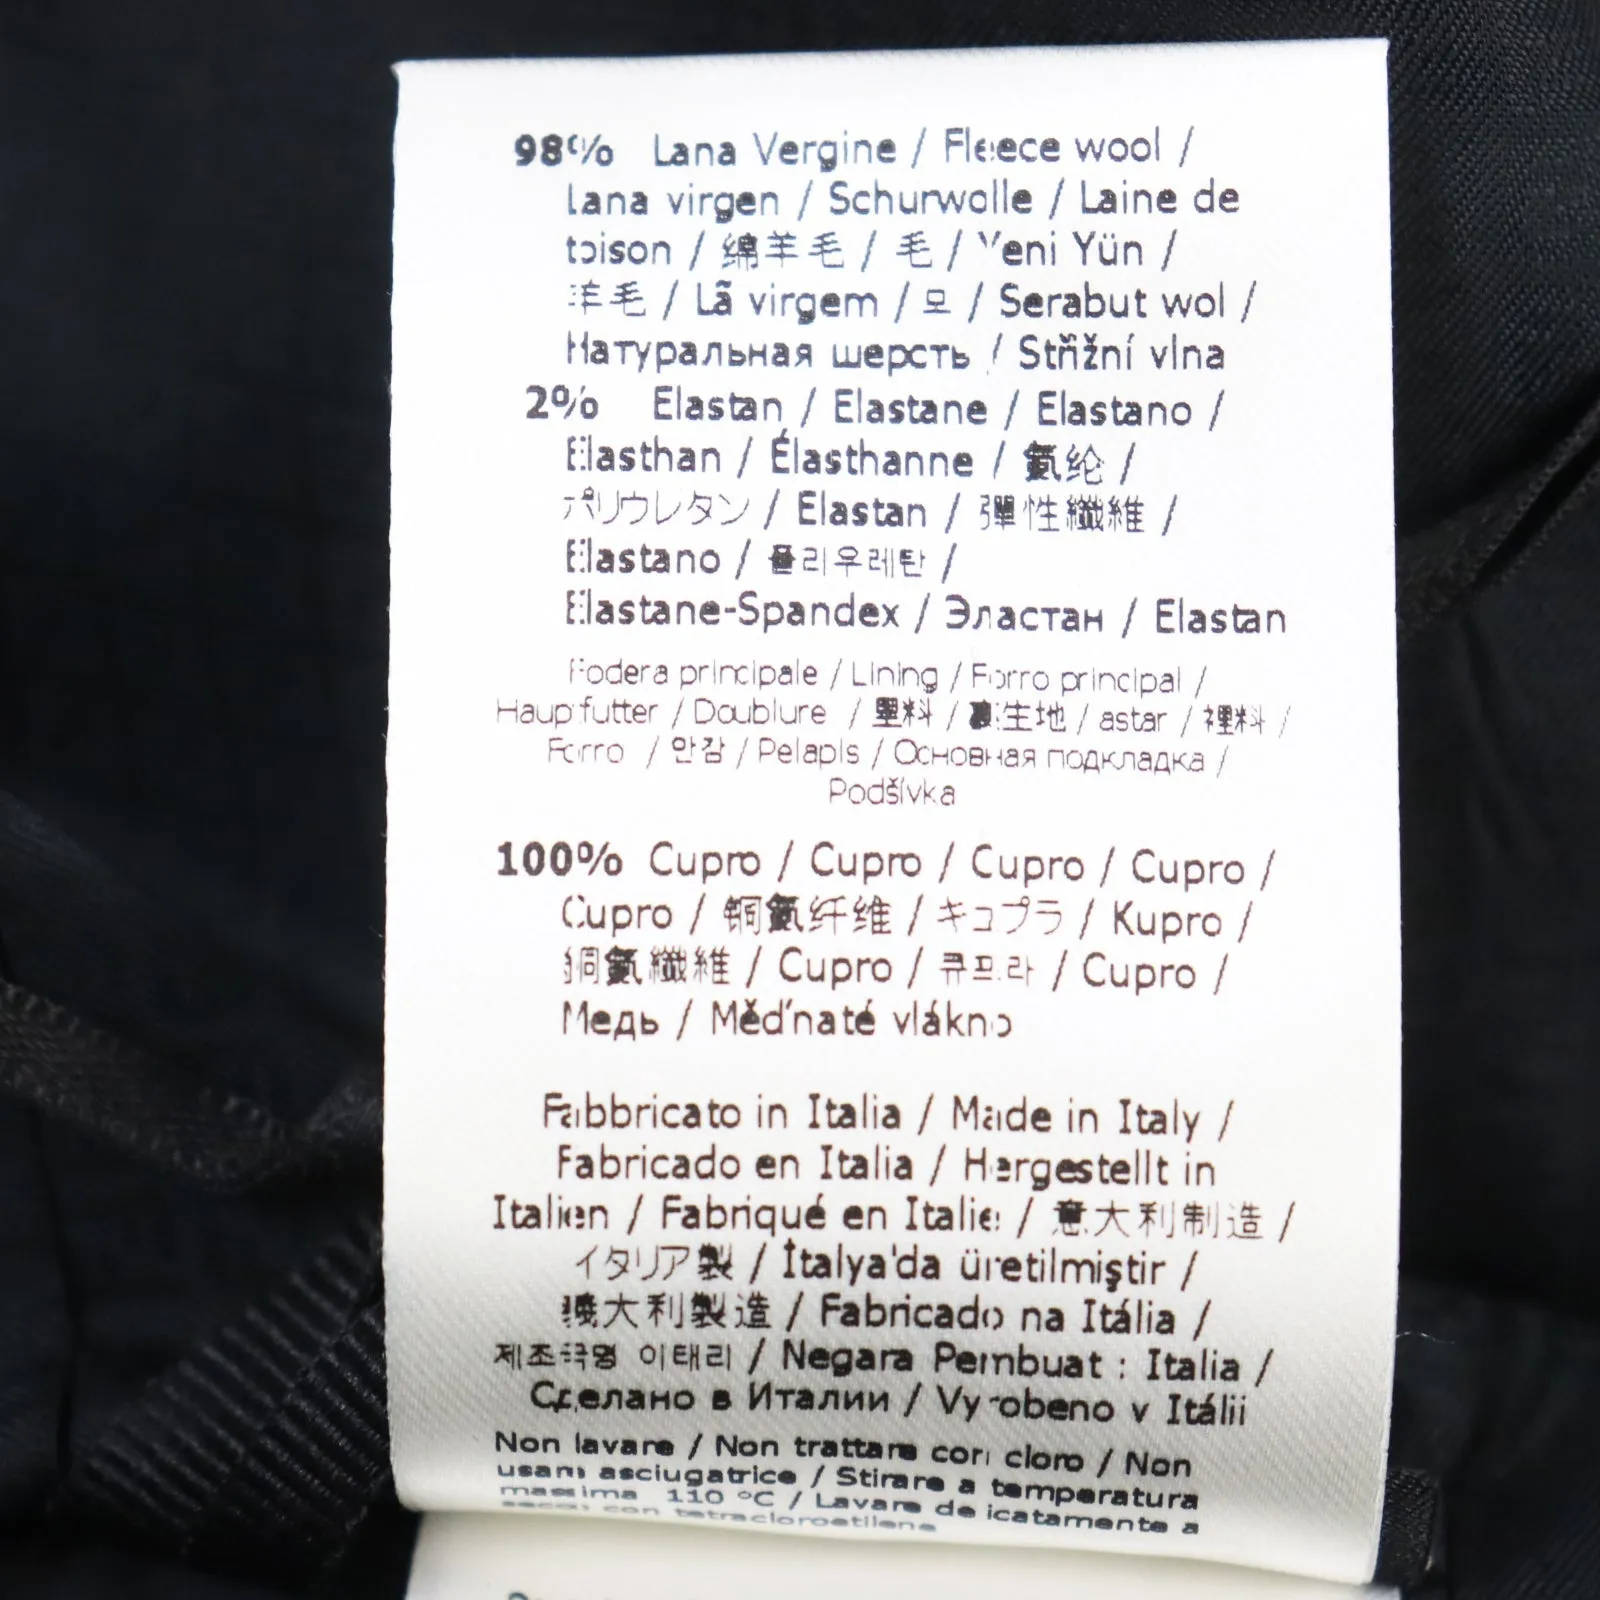 98% Lana Vergine / Fleece wool /
Lana virgen / Schurwolle / Laine de
toison / 绵羊毛 / 毛 / Yeni Yün /
羊毛 / Lã virgem / 모 / Serabut wol /
Натуральная шерсть / Střižní vlna
2% Elastan / Elastane / Elastano /
Elasthan / Élasthanne / 氨纶 /
ポリウレタン / Elastan / 彈性纖維 /
Elastano / 폴리우레탄 /
Elastane-Spandex / Эластан / Elastan
Fodera principale / Lining / Forro principal /
Hauptfutter / Doublure / 里料 / 裏生地 / astar / 裡料 /
Forro / 안감 / Pelapis / Основная подкладка /
Podšívka
100% Cupro / Cupro / Cupro / Cupro /
Cupro / 铜氨纤维 / キュプラ / Kupro /
銅氨纖維 / Cupro / 큐프라 / Cupro /
Медь / Měďnaté vlákno
Fabbricato in Italia / Made in Italy /
Fabricado en Italia / Hergestellt in
Italien / Fabriqué en Italie / 意大利制造 /
イタリア製 / İtalya'da üretilmiştir /
義大利製造 / Fabricado na Itália /
제조국명 이태리 / Negara Pembuat : Italia /
Сделано в Италии / Vyrobeno v Itálii
Non lavare / Non trattare con cloro / Non
usare asciugatrice / Stirare a temperatura
massima 110 °C / Lavare delicatamente a
secco con tetracloroetilene